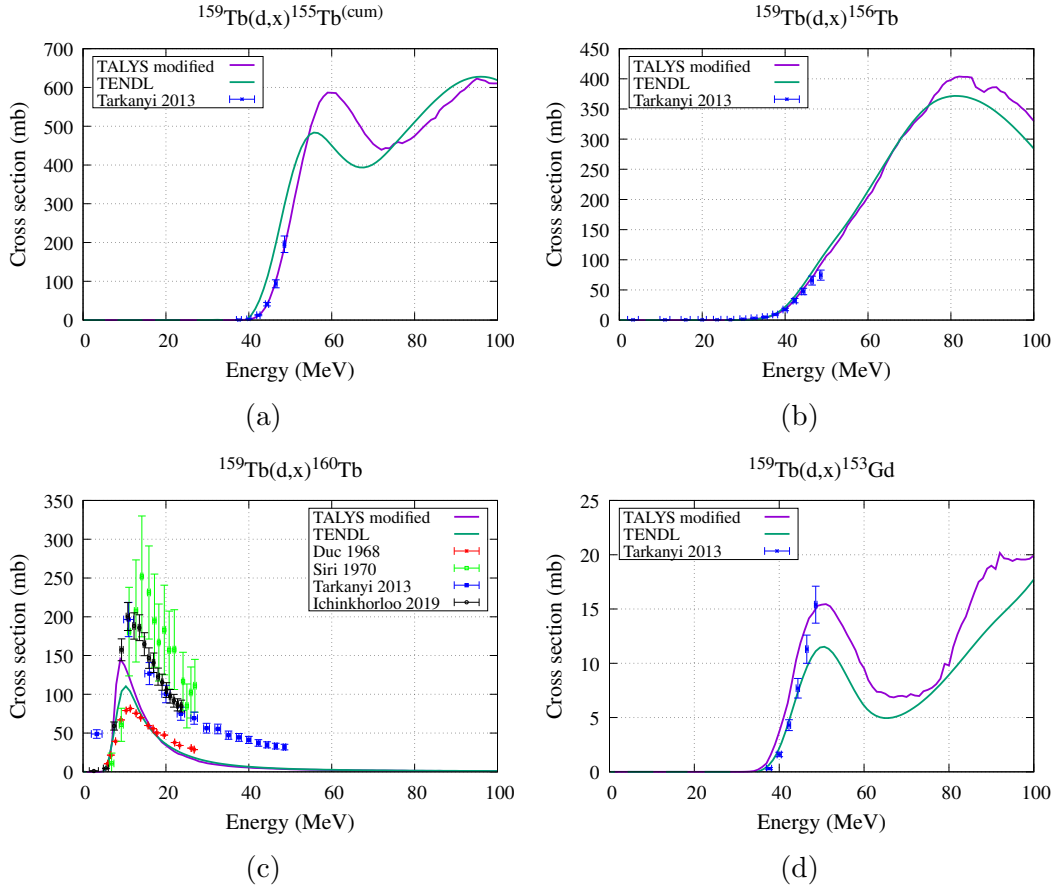 ¹⁵⁹Tb(d,x)¹⁵⁵Tb⁽ᶜᵘᵐ⁾
TALYS modified
TENDL
Tarkanyi 2013
Cross section (mb)
700
600
500
400
300
200
100
0
0 20 40 60 80 100
Energy (MeV)
(a)
¹⁵⁹Tb(d,x)¹⁵⁶Tb
TALYS modified
TENDL
Tarkanyi 2013
Cross section (mb)
450
400
350
300
250
200
150
100
50
0
0 20 40 60 80 100
Energy (MeV)
(b)
¹⁵⁹Tb(d,x)¹⁶⁰Tb
TALYS modified
TENDL
Duc 1968
Siri 1970
Tarkanyi 2013
Ichinkhorloo 2019
Cross section (mb)
350
300
250
200
150
100
50
0
0 20 40 60 80 100
Energy (MeV)
(c)
¹⁵⁹Tb(d,x)¹⁵³Gd
TALYS modified
TENDL
Tarkanyi 2013
Cross section (mb)
25
20
15
10
5
0
0 20 40 60 80 100
Energy (MeV)
(d)